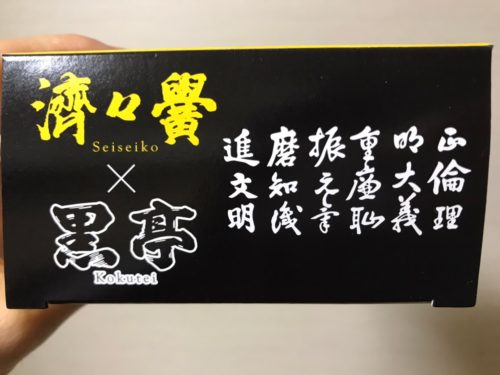 濟々黌
Seiseiko
×
黒亭
Kokutei
正倫理
明大義
重廉恥
振元氣
磨知識
進文明